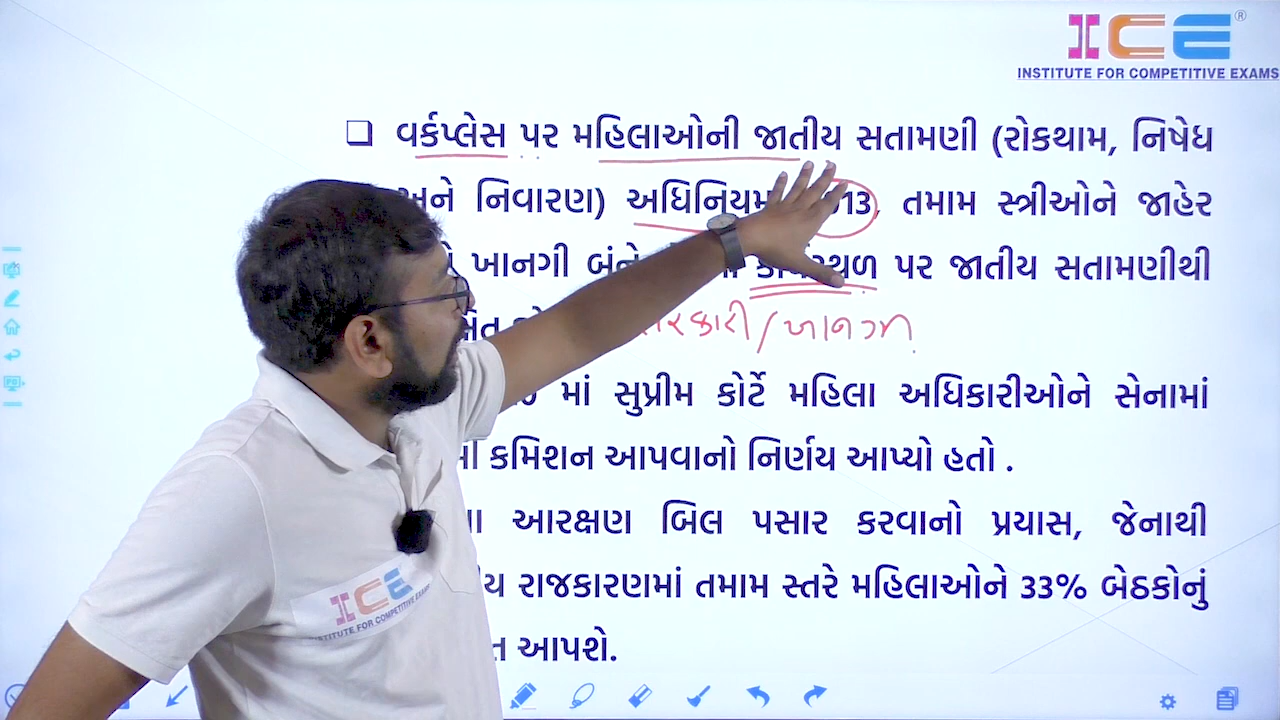 ICE®
INSTITUTE FOR COMPETITIVE EXAMS
❑ વર્કપ્લેસ પર મહિલાઓની જાતીય સતામણી (રોકથામ, નિષેધ
અને નિવારણ) અધિનિયમ 2013, તમામ સ્ત્રીઓને જાહેર
ખાનગી બંને કાર્યસ્થળ પર જાતીય સતામણીથી
સરકારી / ખાનગી
માં સુપ્રીમ કોર્ટે મહિલા અધિકારીઓને સેનામાં
કમિશન આપવાનો નિર્ણય આપ્યો હતો .
આરક્ષણ બિલ પસાર કરવાનો પ્રયાસ, જેનાથી
રાજકારણમાં તમામ સ્તરે મહિલાઓને 33% બેઠકોનું
આપશે.
ICE
INSTITUTE FOR COMPETITIVE EXAMS